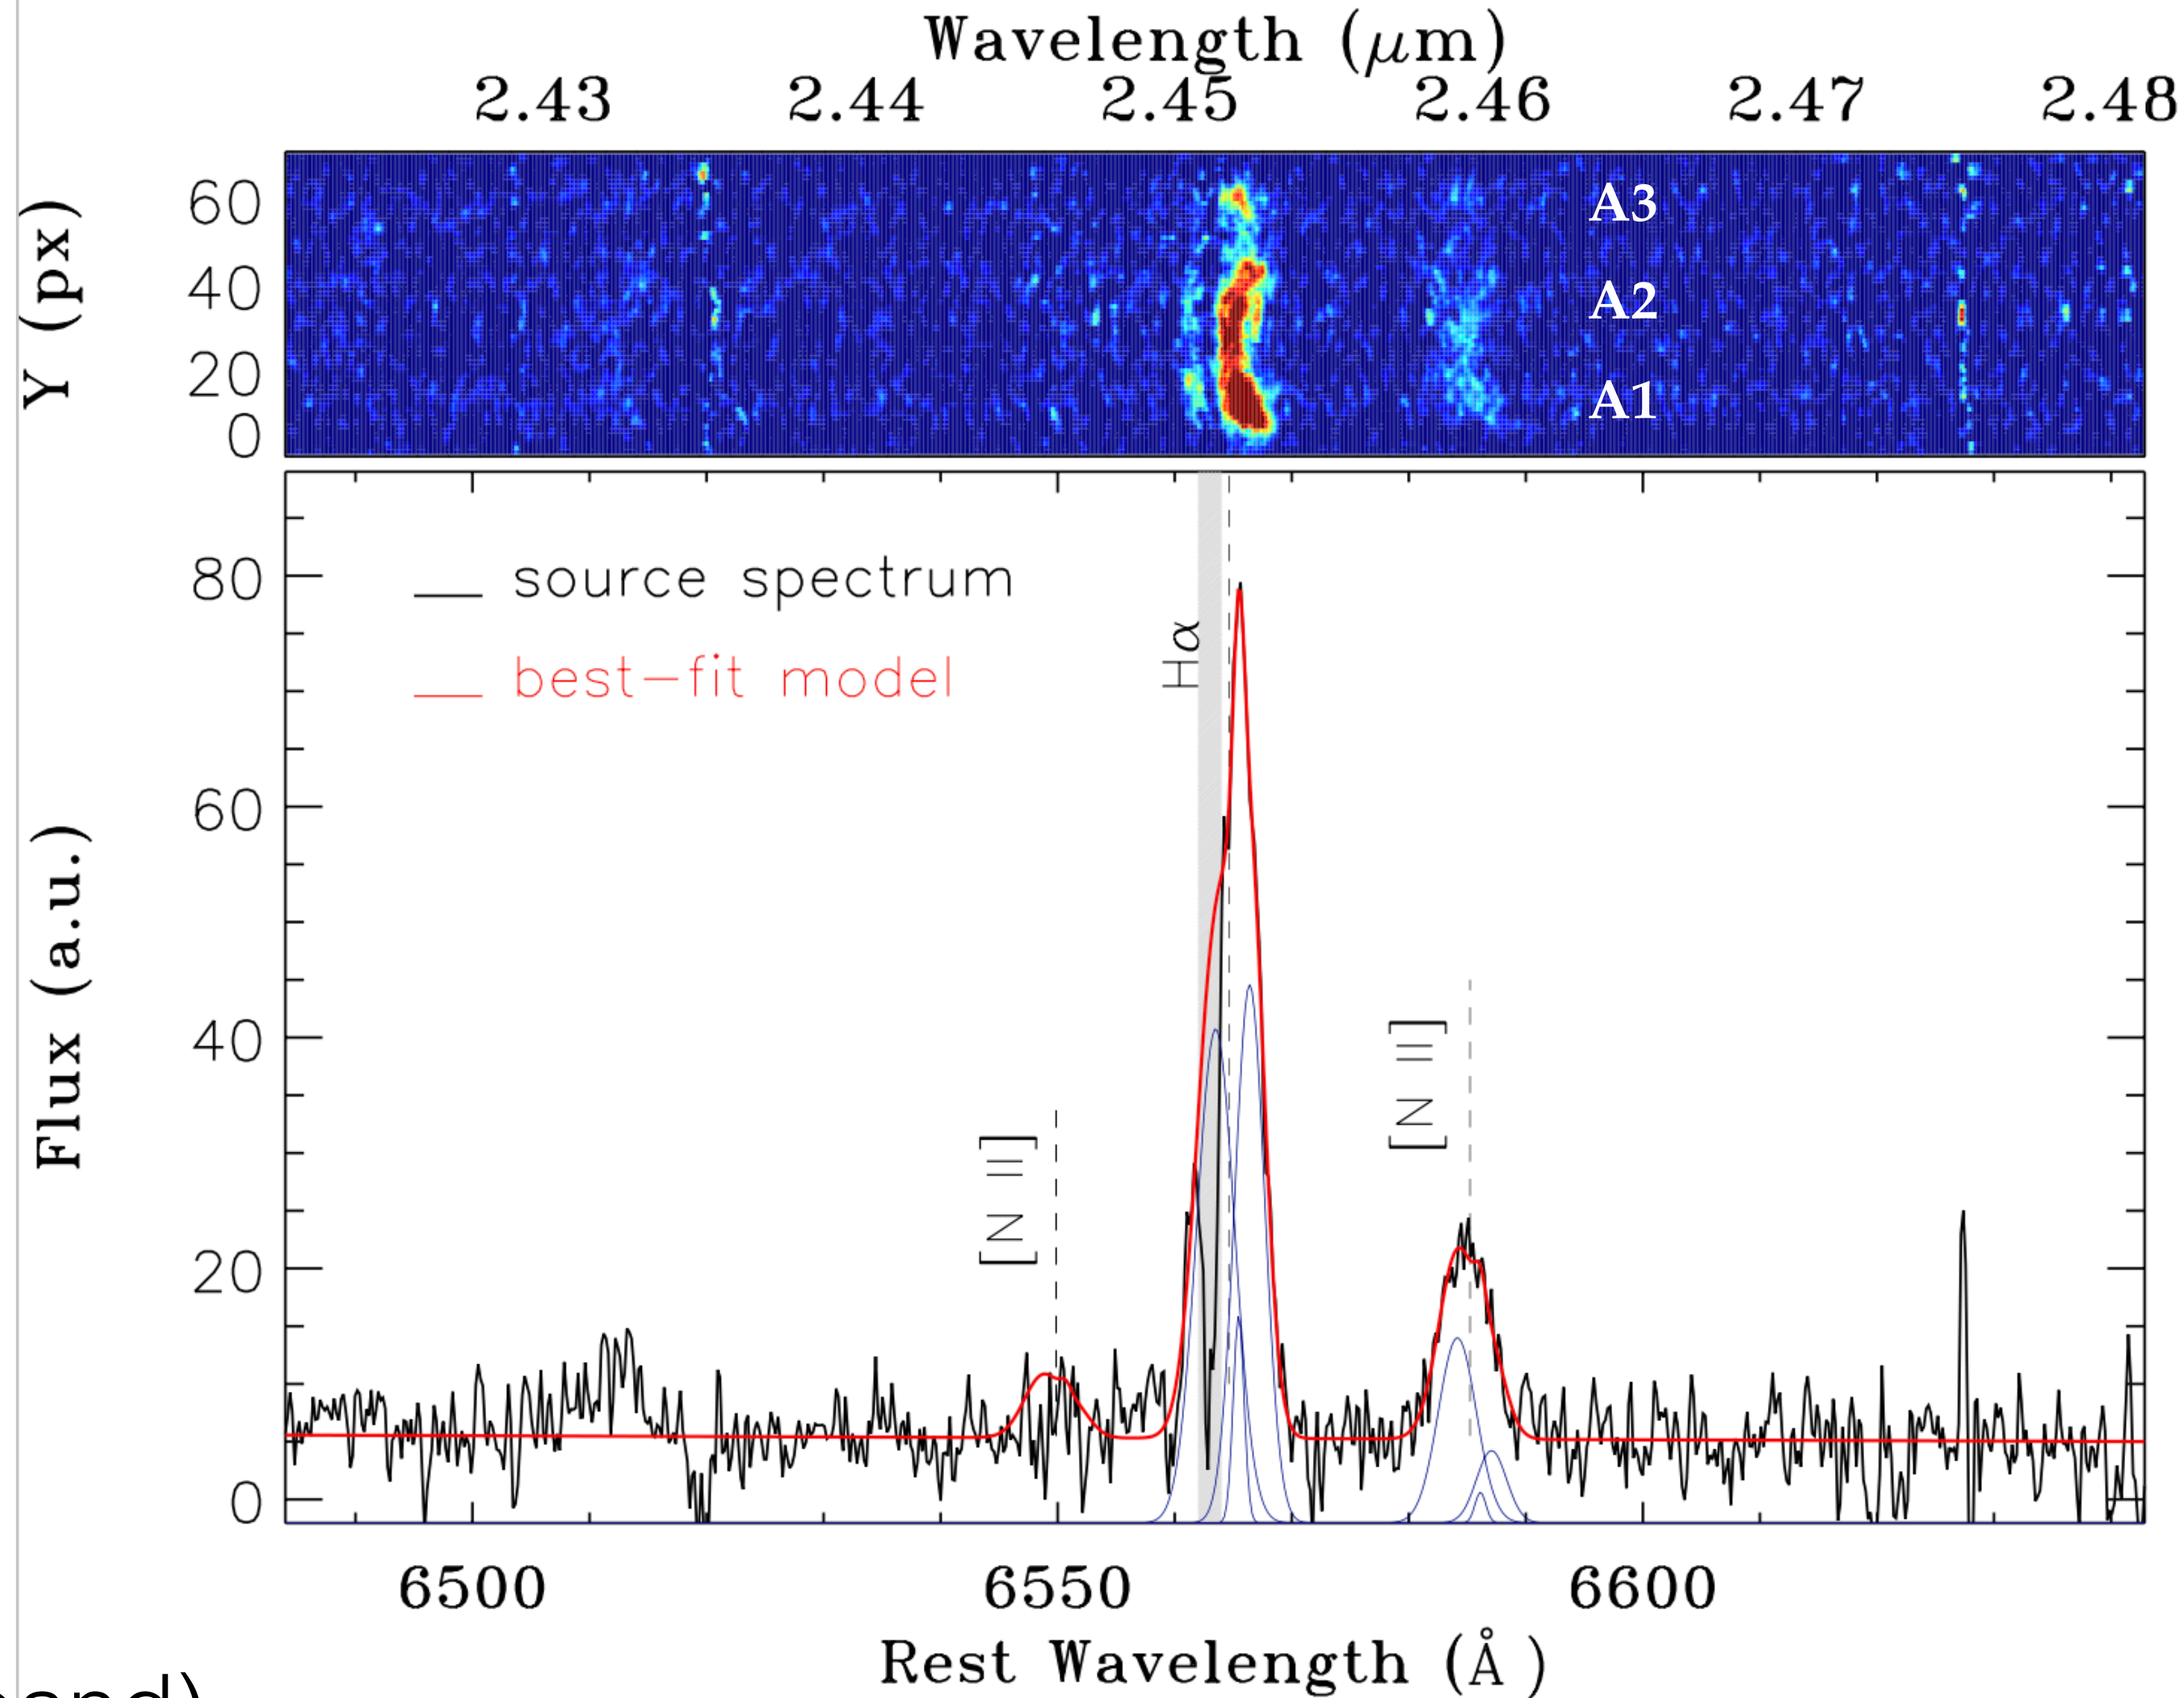 Wavelength (μm)
2.43 2.44 2.45 2.46 2.47 2.48
Y (px)
60
40
20
0
A3
A2
A1
Flux (a.u.)
80
60
40
20
0
source spectrum
best-fit model
Hα
[N II]
[N II]
6500 6550 6600
Rest Wavelength (Å )